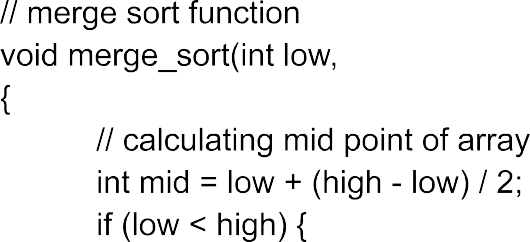 // merge sort function
void merge_sort(int low,
{
// calculating mid point of array
int mid = low + (high - low) / 2;
if (low < high) {